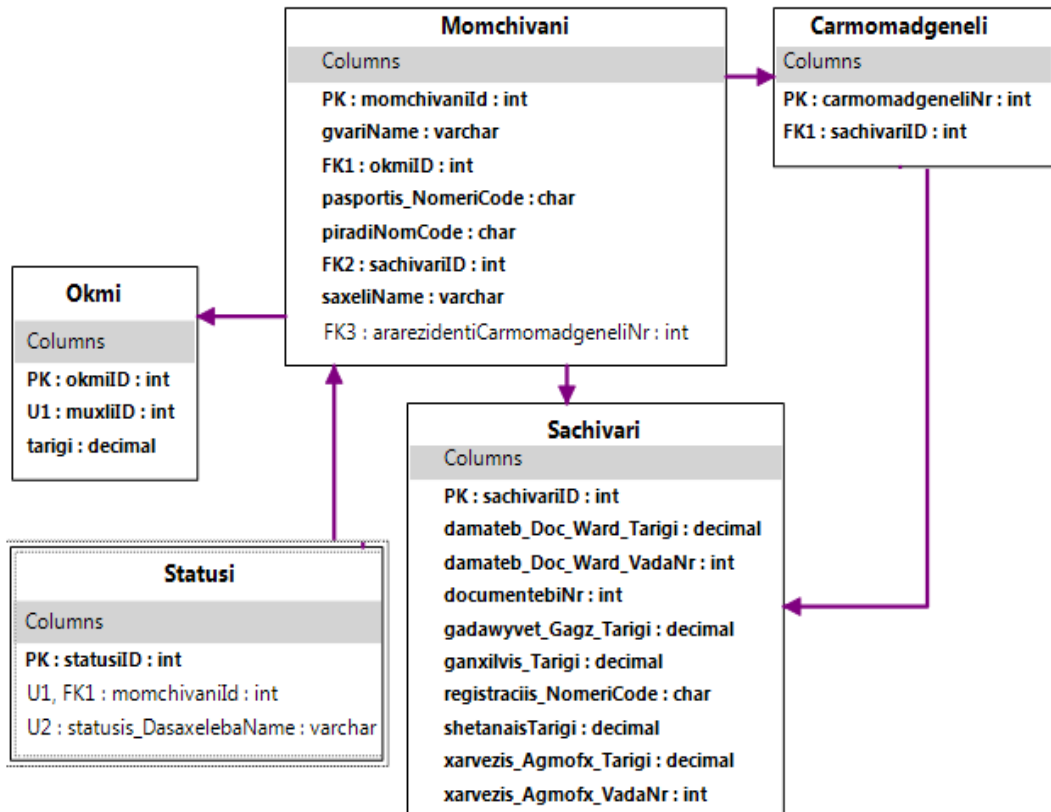 Momchivani
Columns
PK : momchivaniId : int
gvariName : varchar
FK1 : okmiID : int
pasportis_NomeriCode : char
piradiNomCode : char
FK2 : sachivariID : int
saxeliName : varchar
FK3 : ararezidentiCarmomadgeneliNr : int
Carmomadgeneli
Columns
PK : carmomadgeneliNr : int
FK1 : sachivariID : int
Okmi
Columns
PK : okmiID : int
U1 : muxliID : int
tarigi : decimal
Sachivari
Columns
PK : sachivariID : int
damateb_Doc_Ward_Tarigi : decimal
damateb_Doc_Ward_VadaNr : int
documentebiNr : int
gadawyvet_Gagz_Tarigi : decimal
ganxilvis_Tarigi : decimal
registraciis_NomeriCode : char
shetanaisTarigi : decimal
xarvezis_Agmofx_Tarigi : decimal
xarvezis_Agmofx_VadaNr : int
Statusi
Columns
PK : statusiID : int
U1, FK1 : momchivaniId : int
U2 : statusis_DasaxelebaName : varchar